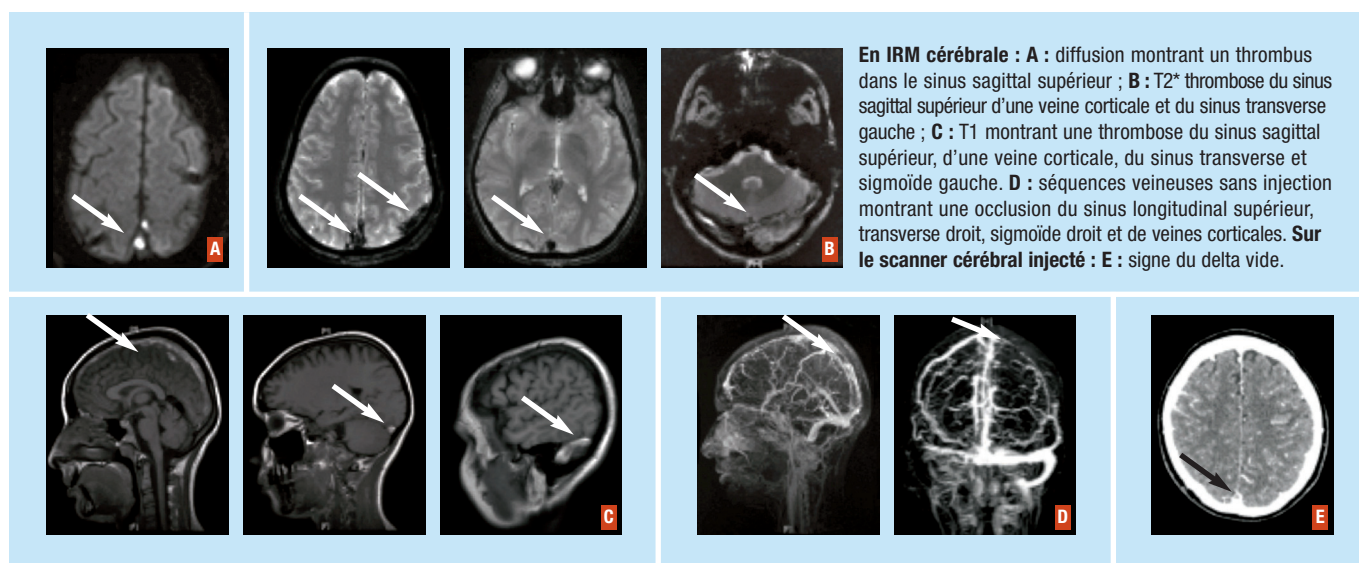 En IRM cérébrale : A : diffusion montrant un thrombus
dans le sinus sagittal supérieur ; B : T2* thrombose du sinus
sagittal supérieur d'une veine corticale et du sinus transverse
gauche ; C : T1 montrant une thrombose du sinus sagittal
supérieur, d'une veine corticale, du sinus transverse et
sigmoïde gauche. D : séquences veineuses sans injection
montrant une occlusion du sinus longitudinal supérieur,
transverse droit, sigmoïde droit et de veines corticales. Sur
le scanner cérébral injecté : E : signe du delta vide.
A
B
C
D
E